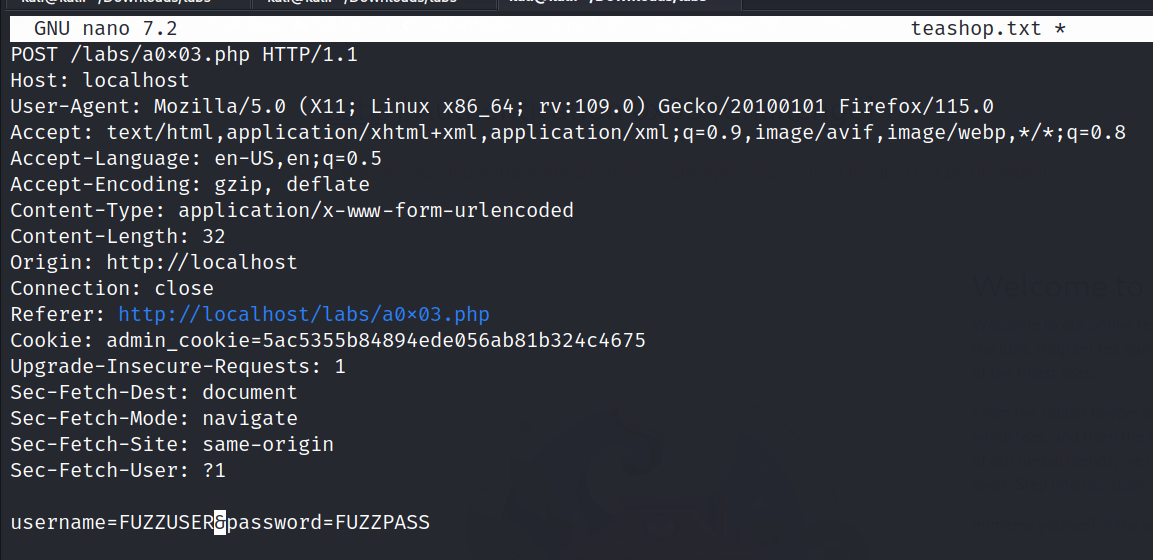 GNU nano 7.2 teashop.txt *
POST /labs/a0x03.php HTTP/1.1
Host: localhost
User-Agent: Mozilla/5.0 (X11; Linux x86_64; rv:109.0) Gecko/20100101 Firefox/115.0
Accept: text/html,application/xhtml+xml,application/xml;q=0.9,image/avif,image/webp,*/*;q=0.8
Accept-Language: en-US,en;q=0.5
Accept-Encoding: gzip, deflate
Content-Type: application/x-www-form-urlencoded
Content-Length: 32
Origin: http://localhost
Connection: close
Referer: http://localhost/labs/a0x03.php
Cookie: admin_cookie=5ac5355b84894ede056ab81b324c4675
Upgrade-Insecure-Requests: 1
Sec-Fetch-Dest: document
Sec-Fetch-Mode: navigate
Sec-Fetch-Site: same-origin
Sec-Fetch-User: ?1
username=FUZZUSER&password=FUZZPASS